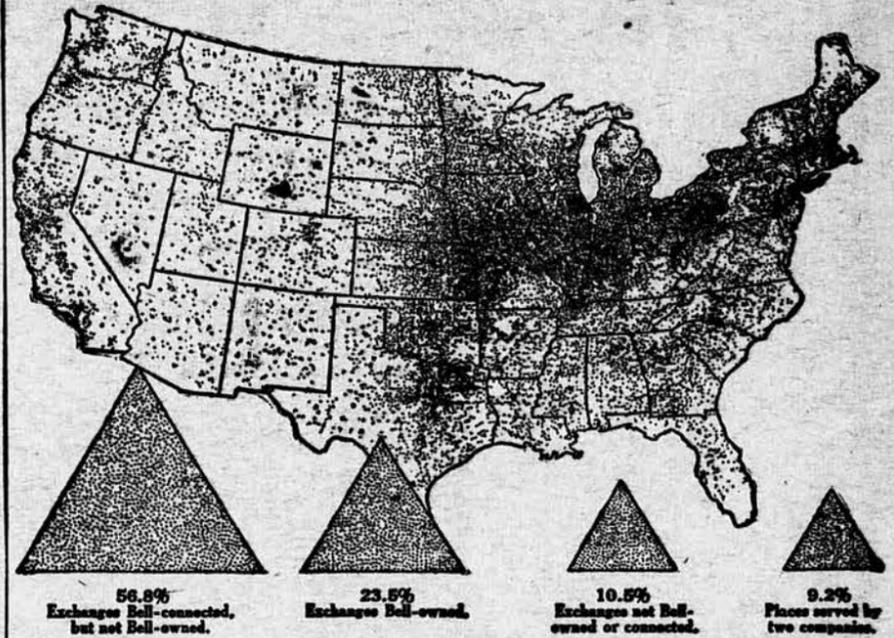 56.8%
Exchanges Bell-connected,
but not Bell-owned.
23.5%
Exchanges Bell-owned.
10.5%
Exchanges not Bell-
owned or connected.
9.2%
Places served by
two companies.